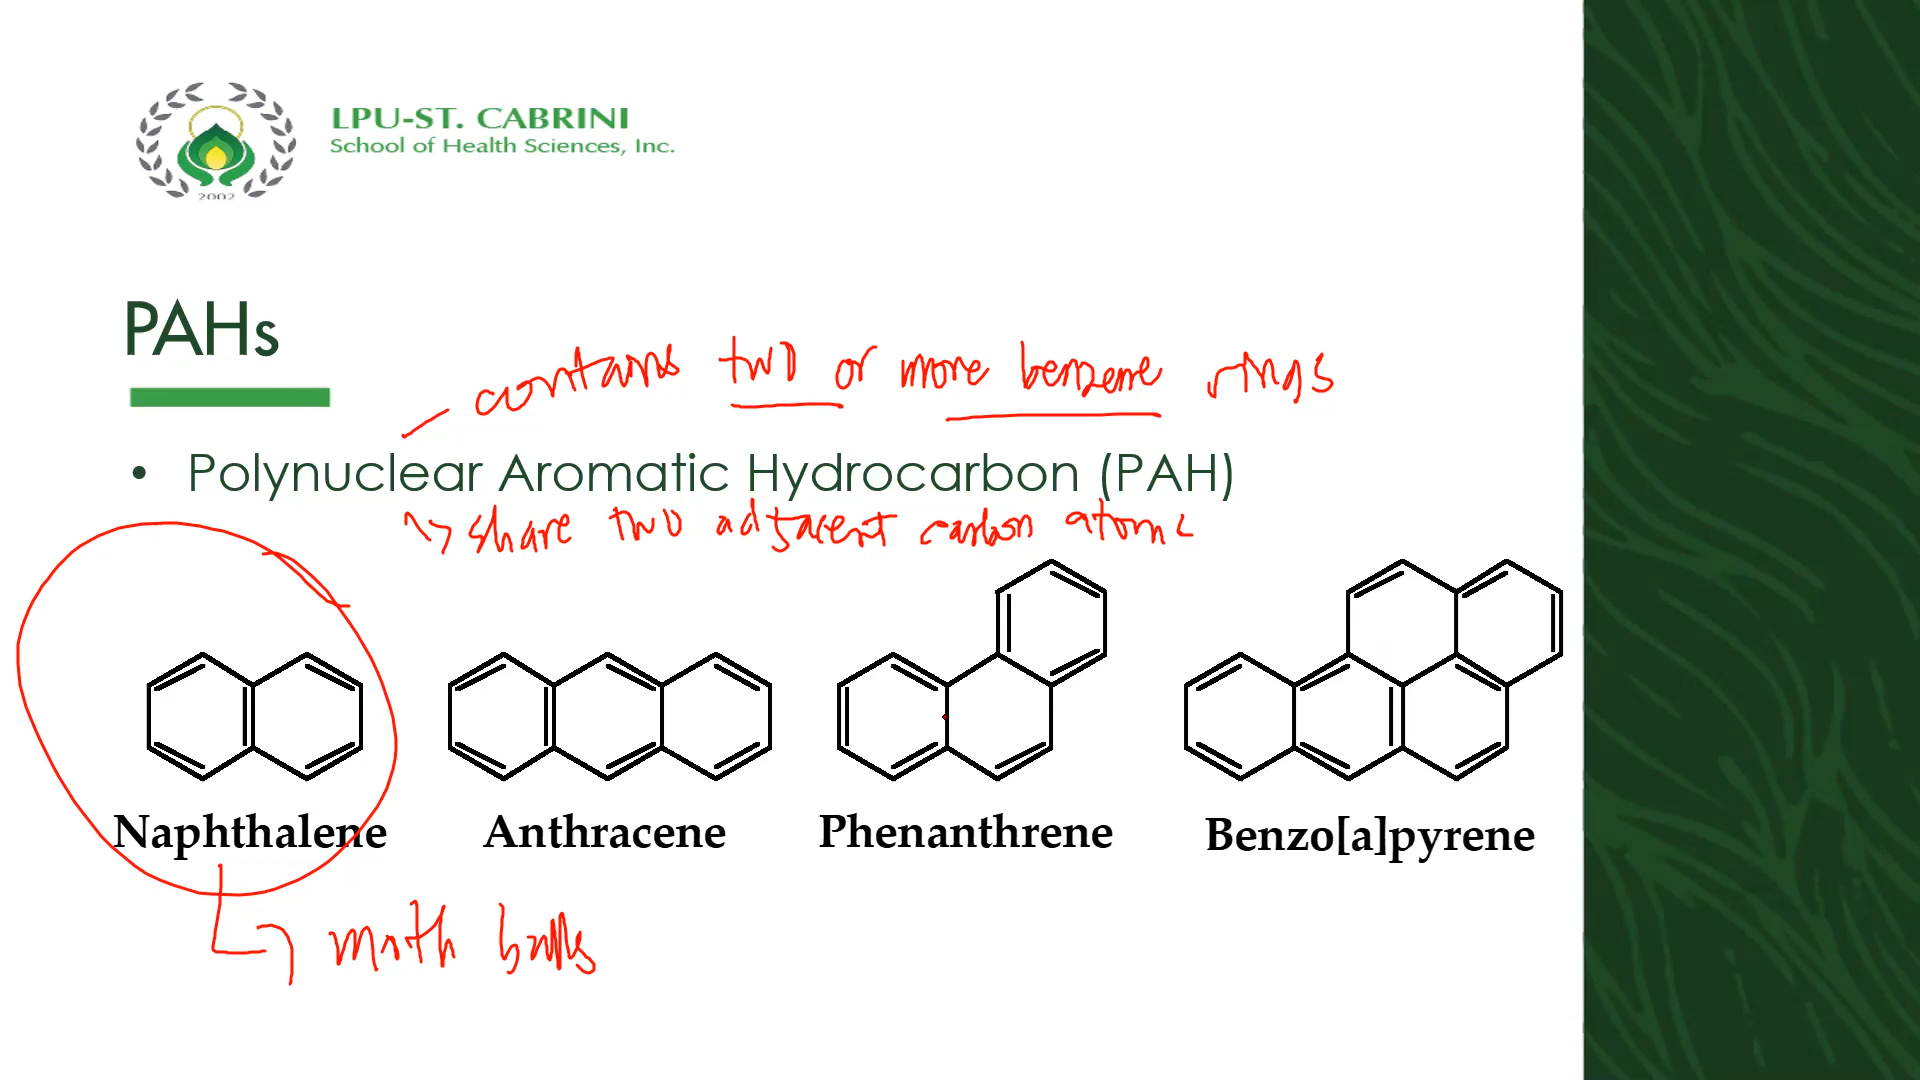 LPU-ST. CABRINI
School of Health Sciences, Inc.
2002
PAHs
contains two or more benzene rings
• Polynuclear Aromatic Hydrocarbon (PAH)
share two adjacent carbon atoms
Naphthalene Anthracene Phenanthrene Benzo[a]pyrene
moth balls